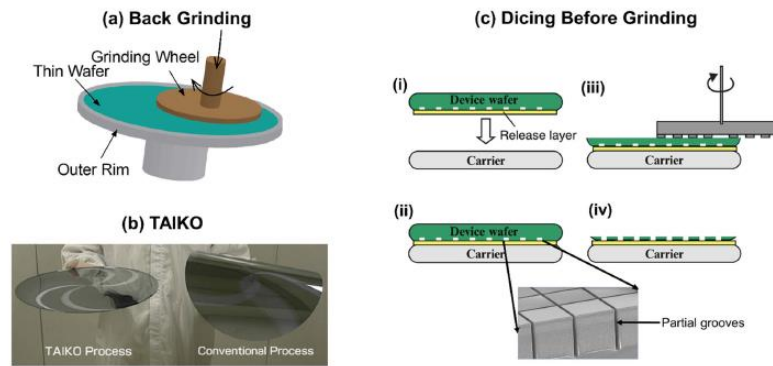 (a) Back Grinding
Grinding Wheel
Thin Wafer
Outer Rim
(b) TAIKO
TAIKO Process
Conventional Process
(c) Dicing Before Grinding
(i)
Device wafer
Release layer
Carrier
(ii)
Device wafer
Carrier
(iii)
Carrier
(iv)
Carrier
Partial grooves